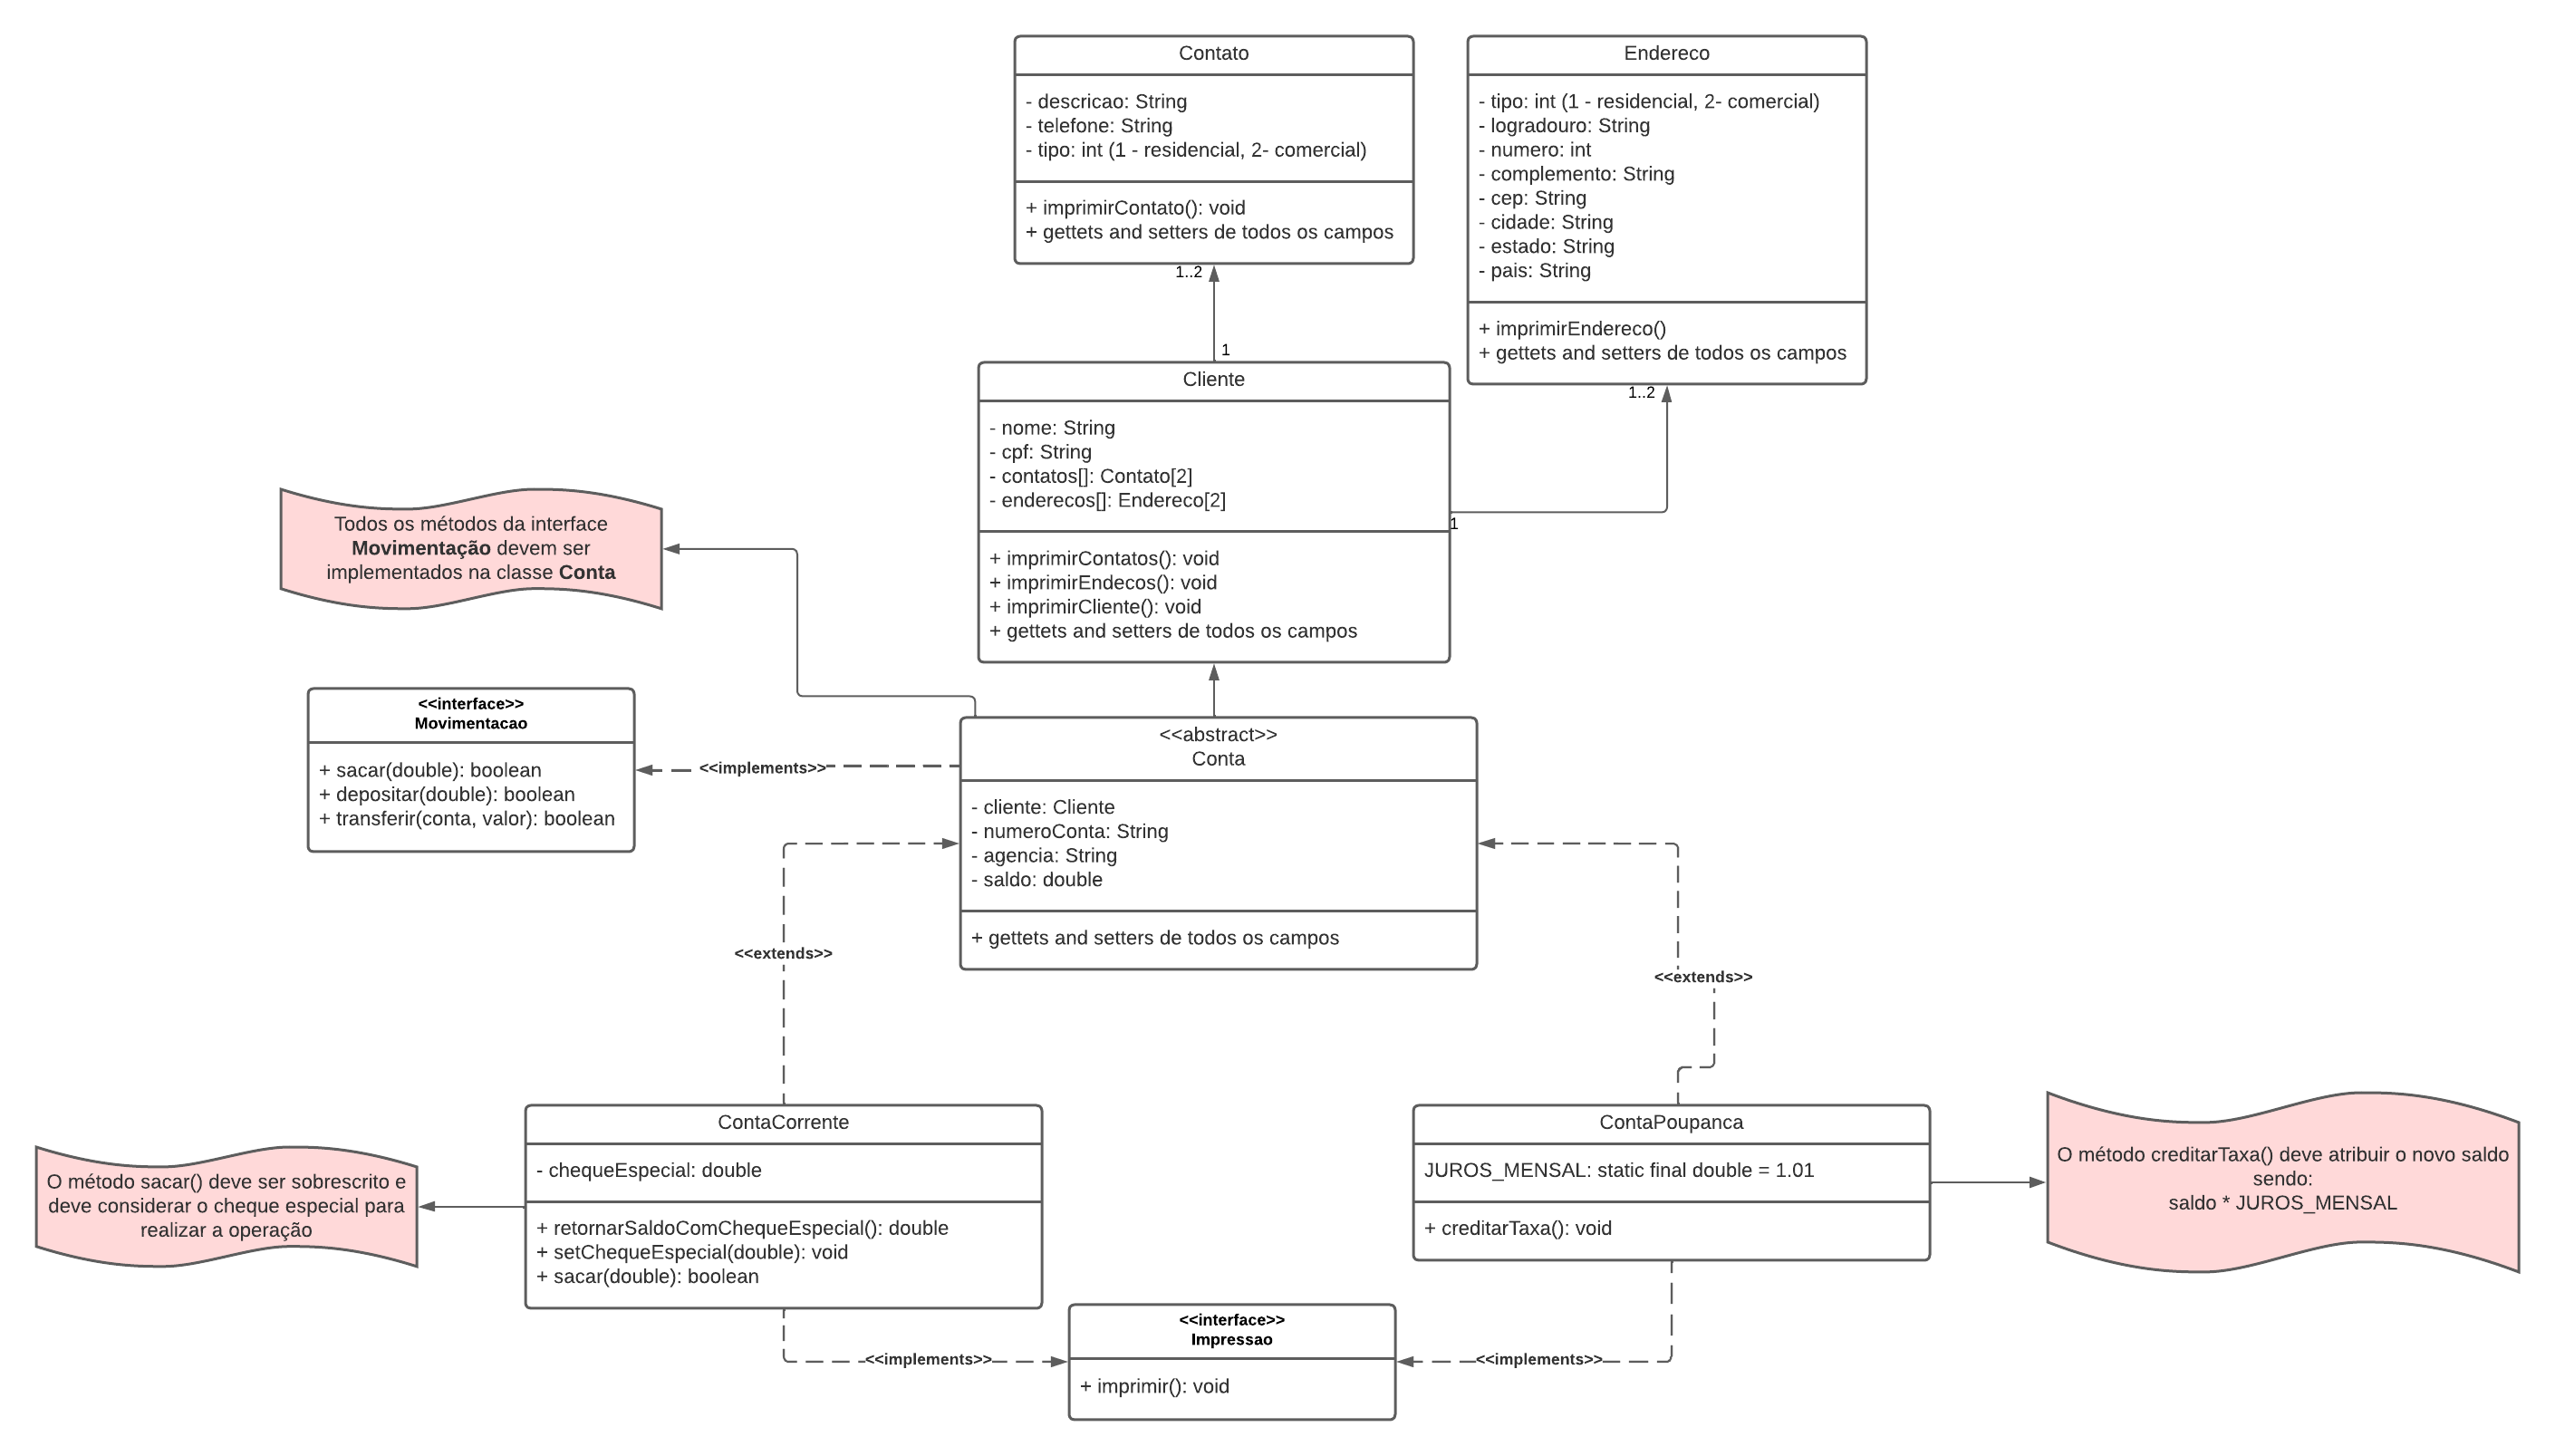 Contato
- descricao: String
- telefone: String
- tipo: int (1 - residencial, 2- comercial)
+ imprimirContato(): void
+ gettets and setters de todos os campos
1..2
1
Endereco
- tipo: int (1 - residencial, 2- comercial)
- logradouro: String
- numero: int
- complemento: String
- cep: String
- cidade: String
- estado: String
- pais: String
+ imprimirEndereco()
+ gettets and setters de todos os campos
1..2
1
Cliente
- nome: String
- cpf: String
- contatos[]: Contato[2]
- enderecos[]: Endereco[2]
+ imprimirContatos(): void
+ imprimirEndecos(): void
+ imprimirCliente(): void
+ gettets and setters de todos os campos
Todos os métodos da interface
Movimentação devem ser
implementados na classe Conta
<<interface>>
Movimentacao
+ sacar(double): boolean
+ depositar(double): boolean
+ transferir(conta, valor): boolean
<<implements>>
<<abstract>>
Conta
- cliente: Cliente
- numeroConta: String
- agencia: String
- saldo: double
+ gettets and setters de todos os campos
<<extends>>
<<extends>>
O método sacar() deve ser sobrescrito e
deve considerar o cheque especial para
realizar a operação
ContaCorrente
- chequeEspecial: double
+ retornarSaldoComChequeEspecial(): double
+ setChequeEspecial(double): void
+ sacar(double): boolean
ContaPoupanca
JUROS_MENSAL: static final double = 1.01
+ creditarTaxa(): void
O método creditarTaxa() deve atribuir o novo saldo
sendo:
saldo * JUROS_MENSAL
<<implements>>
<<interface>>
Impressao
+ imprimir(): void
<<implements>>